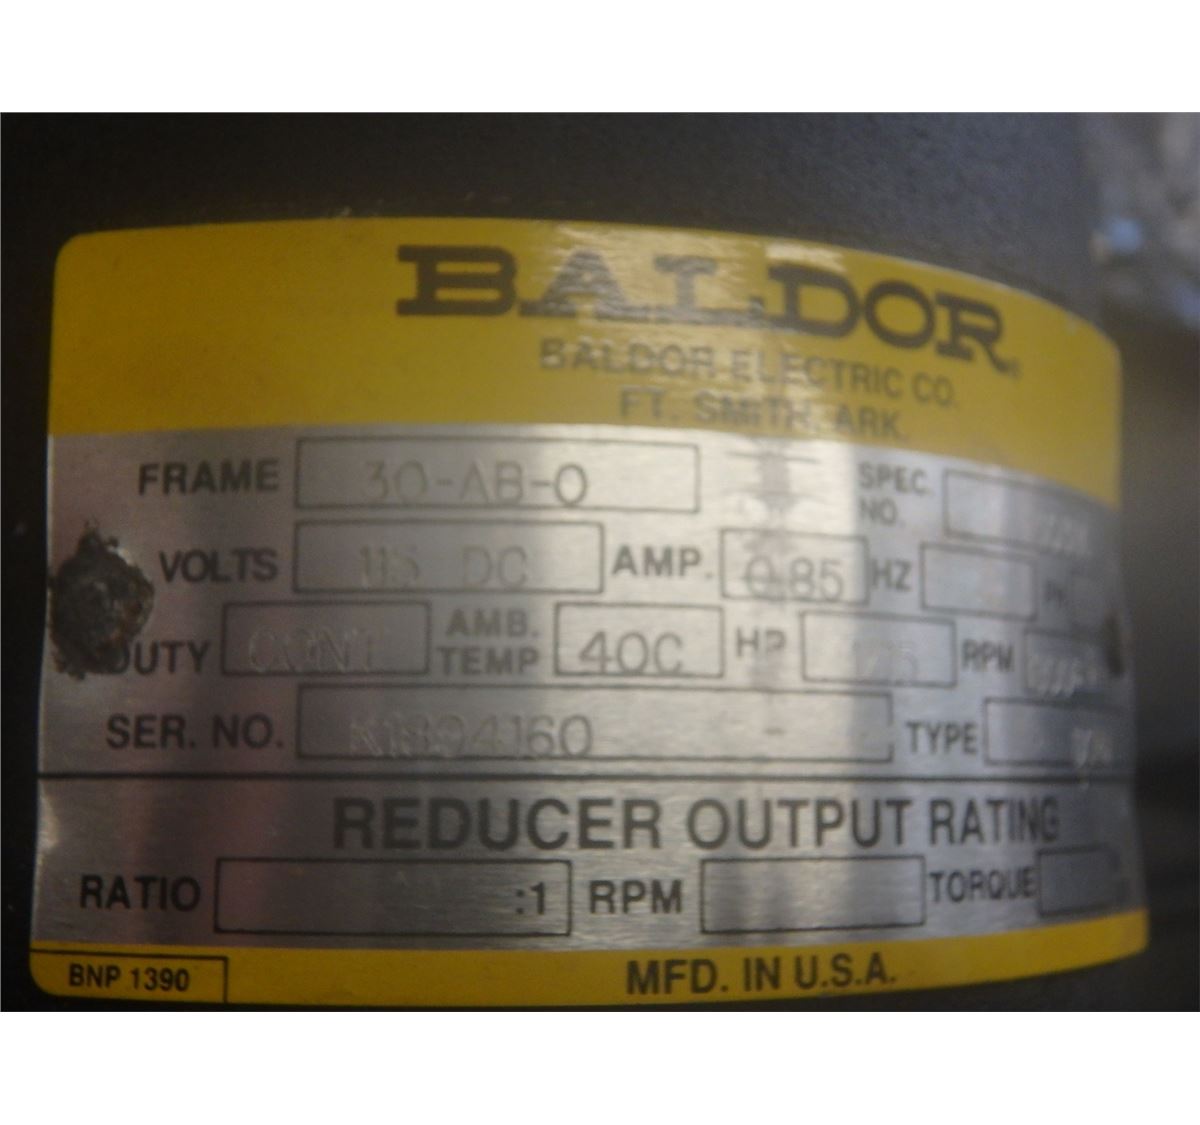 BALDOR
BALDOR ELECTRIC CO.
FT. SMITH, ARK.
FRAME 30-AB-0 SPEC. NO.
VOLTS 115 DC AMP. 0.85 HZ PH
DUTY CONT AMB. TEMP 40C HP RPM
SER. NO. K1894160 TYPE
REDUCER OUTPUT RATING
RATIO :1 RPM TORQUE
BNP 1390 MFD. IN U.S.A.